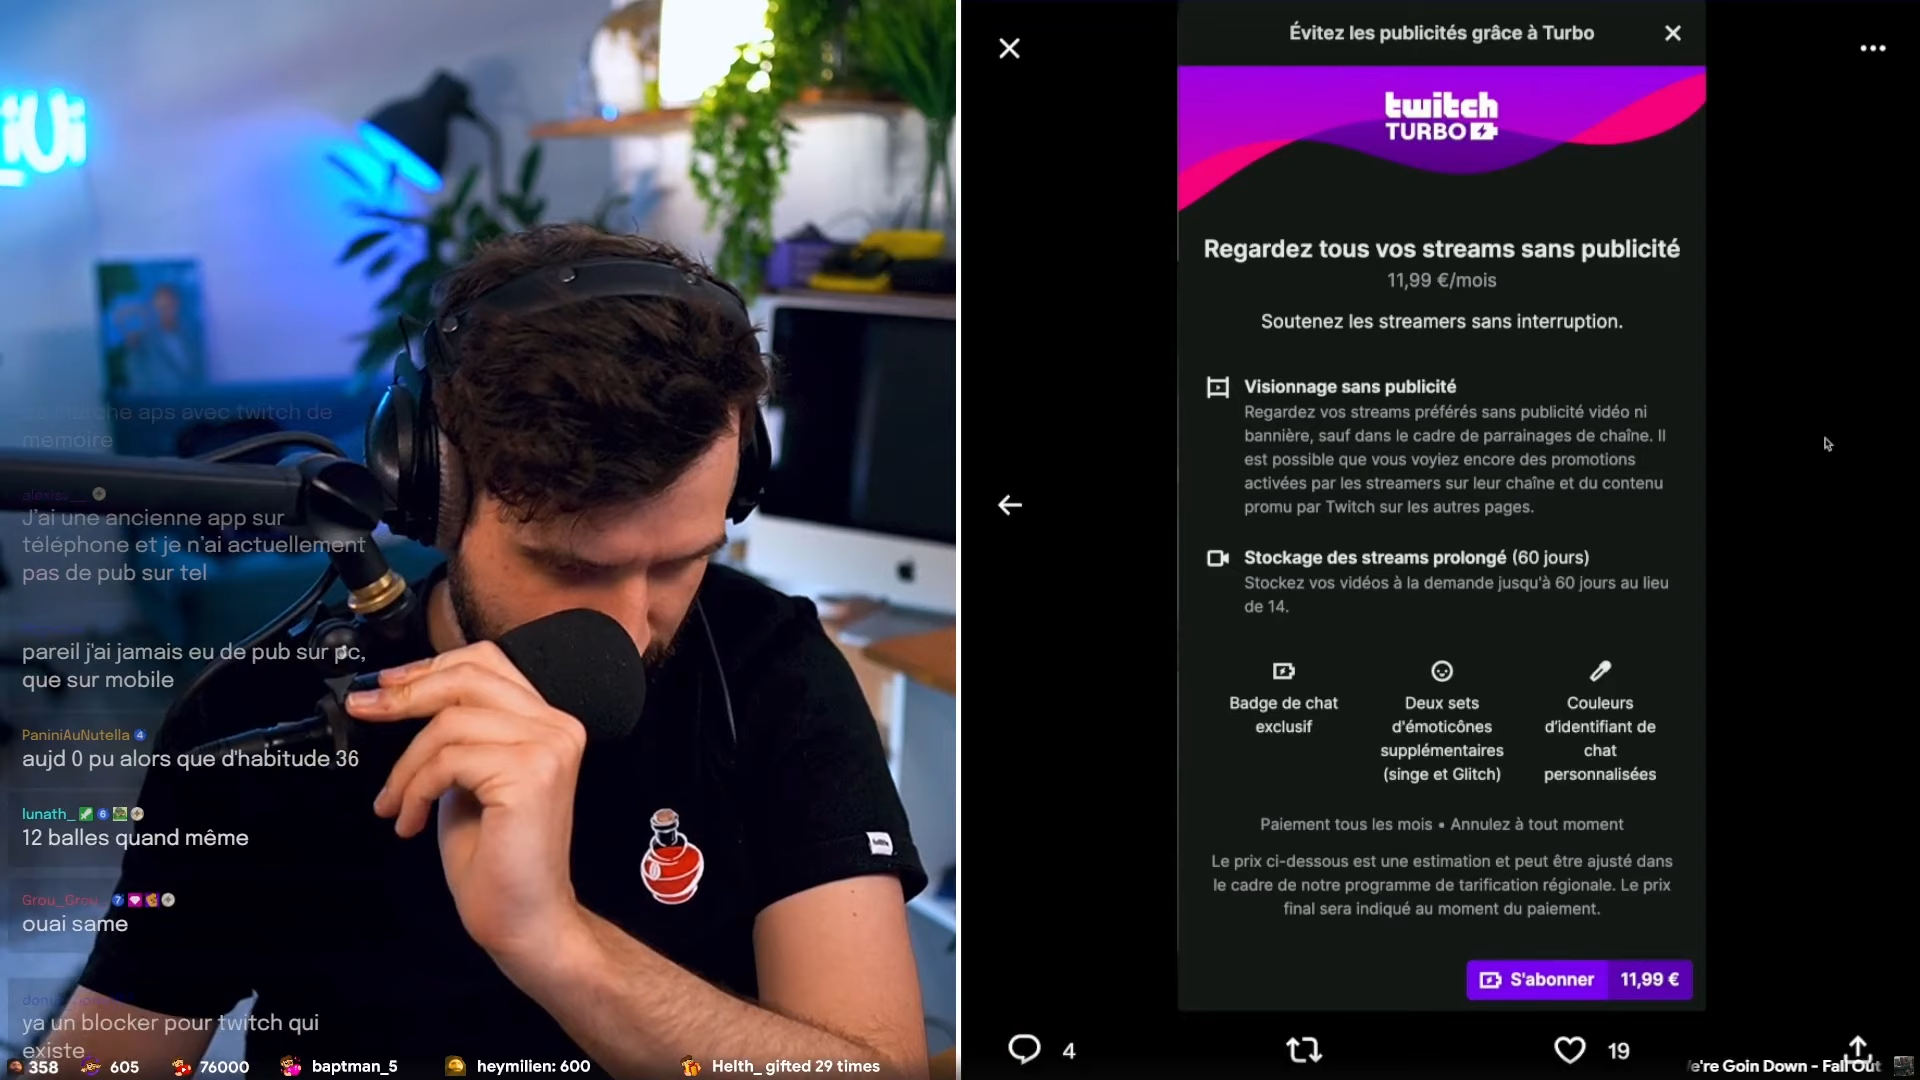 iUi
marche aps avec twitch de
memoire
J'ai une ancienne app sur
téléphone et je n'ai actuellement
pas de pub sur tel
pareil j'ai jamais eu de pub sur pc,
que sur mobile
PaniniAuNutella 4
aujd 0 pu alors que d'habitude 36
lunath_ 6
12 balles quand même
Grou_Grou_ 7
ouai same
ya un blocker pour twitch qui
existe
358 605 76000 baptman_5 heymilien: 600 Helth_ gifted 29 times
Évitez les publicités grâce à Turbo
twitch
TURBO
Regardez tous vos streams sans publicité
11,99 €/mois
Soutenez les streamers sans interruption.
Visionnage sans publicité
Regardez vos streams préférés sans publicité vidéo ni
bannière, sauf dans le cadre de parrainages de chaîne. Il
est possible que vous voyiez encore des promotions
activées par les streamers sur leur chaîne et du contenu
promu par Twitch sur les autres pages.
Stockage des streams prolongé (60 jours)
Stockez vos vidéos à la demande jusqu'à 60 jours au lieu
de 14.
Badge de chat
exclusif
Deux sets
d'émoticônes
supplémentaires
(singe et Glitch)
Couleurs
d'identifiant de
chat
personnalisées
Paiement tous les mois • Annulez à tout moment
Le prix ci-dessous est une estimation et peut être ajusté dans
le cadre de notre programme de tarification régionale. Le prix
final sera indiqué au moment du paiement.
S'abonner 11,99 €
4 19
e're Goin Down - Fall Out